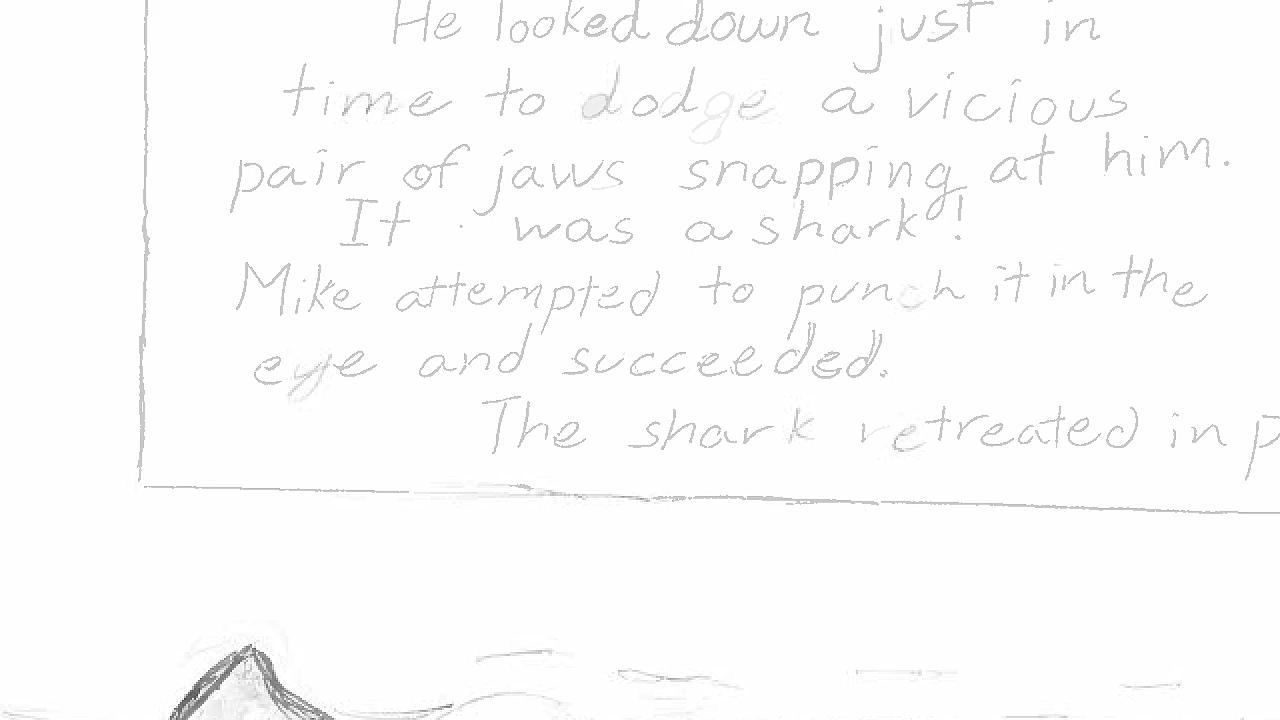 He looked down just in
time to dodge a vicious
pair of jaws snapping at him.
It was a shark!
Mike attempted to punch it in the
eye and succeeded.
The shark retreated in p